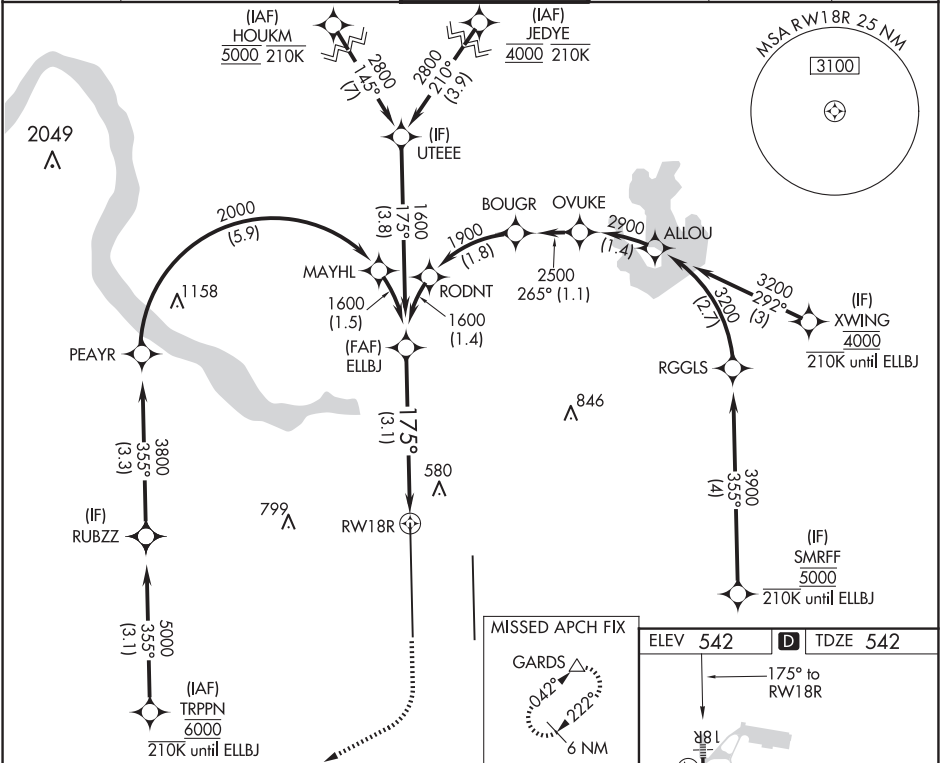 (IAF)
HOUKM
5000 210K
(IAF)
JEDYE
4000 210K
MSA RW18R 25 NM
3100
2800
145°
(7)
2800
210°
(3.9)
2049
(IF)
UTEEE
2000
(5.9)
1600
175°
(3.8)
1900
(1.8)
BOUGR
OVUKE
2900
(1.4)
ALLOU
MAYHL
RODNT
2500
265° (1.1)
1158
1600
(1.5)
1600
(1.4)
3200
(2.7)
3200
292°
(3)
(IF)
XWING
4000
210K until ELLBJ
PEAYR
(FAF)
ELLBJ
RGGLS
846
175°
(3.1)
3800
355°
(3.3)
580
3900
355°
(4)
799
(IF)
RUBZZ
RW18R
(IF)
SMRFF
5000
210K until ELLBJ
5000
355°
(3.1)
MISSED APCH FIX
GARDS
042°
222°
6 NM
ELEV 542
D
TDZE 542
175° to
RW18R
18R
(IAF)
TRPPN
6000
210K until ELLBJ